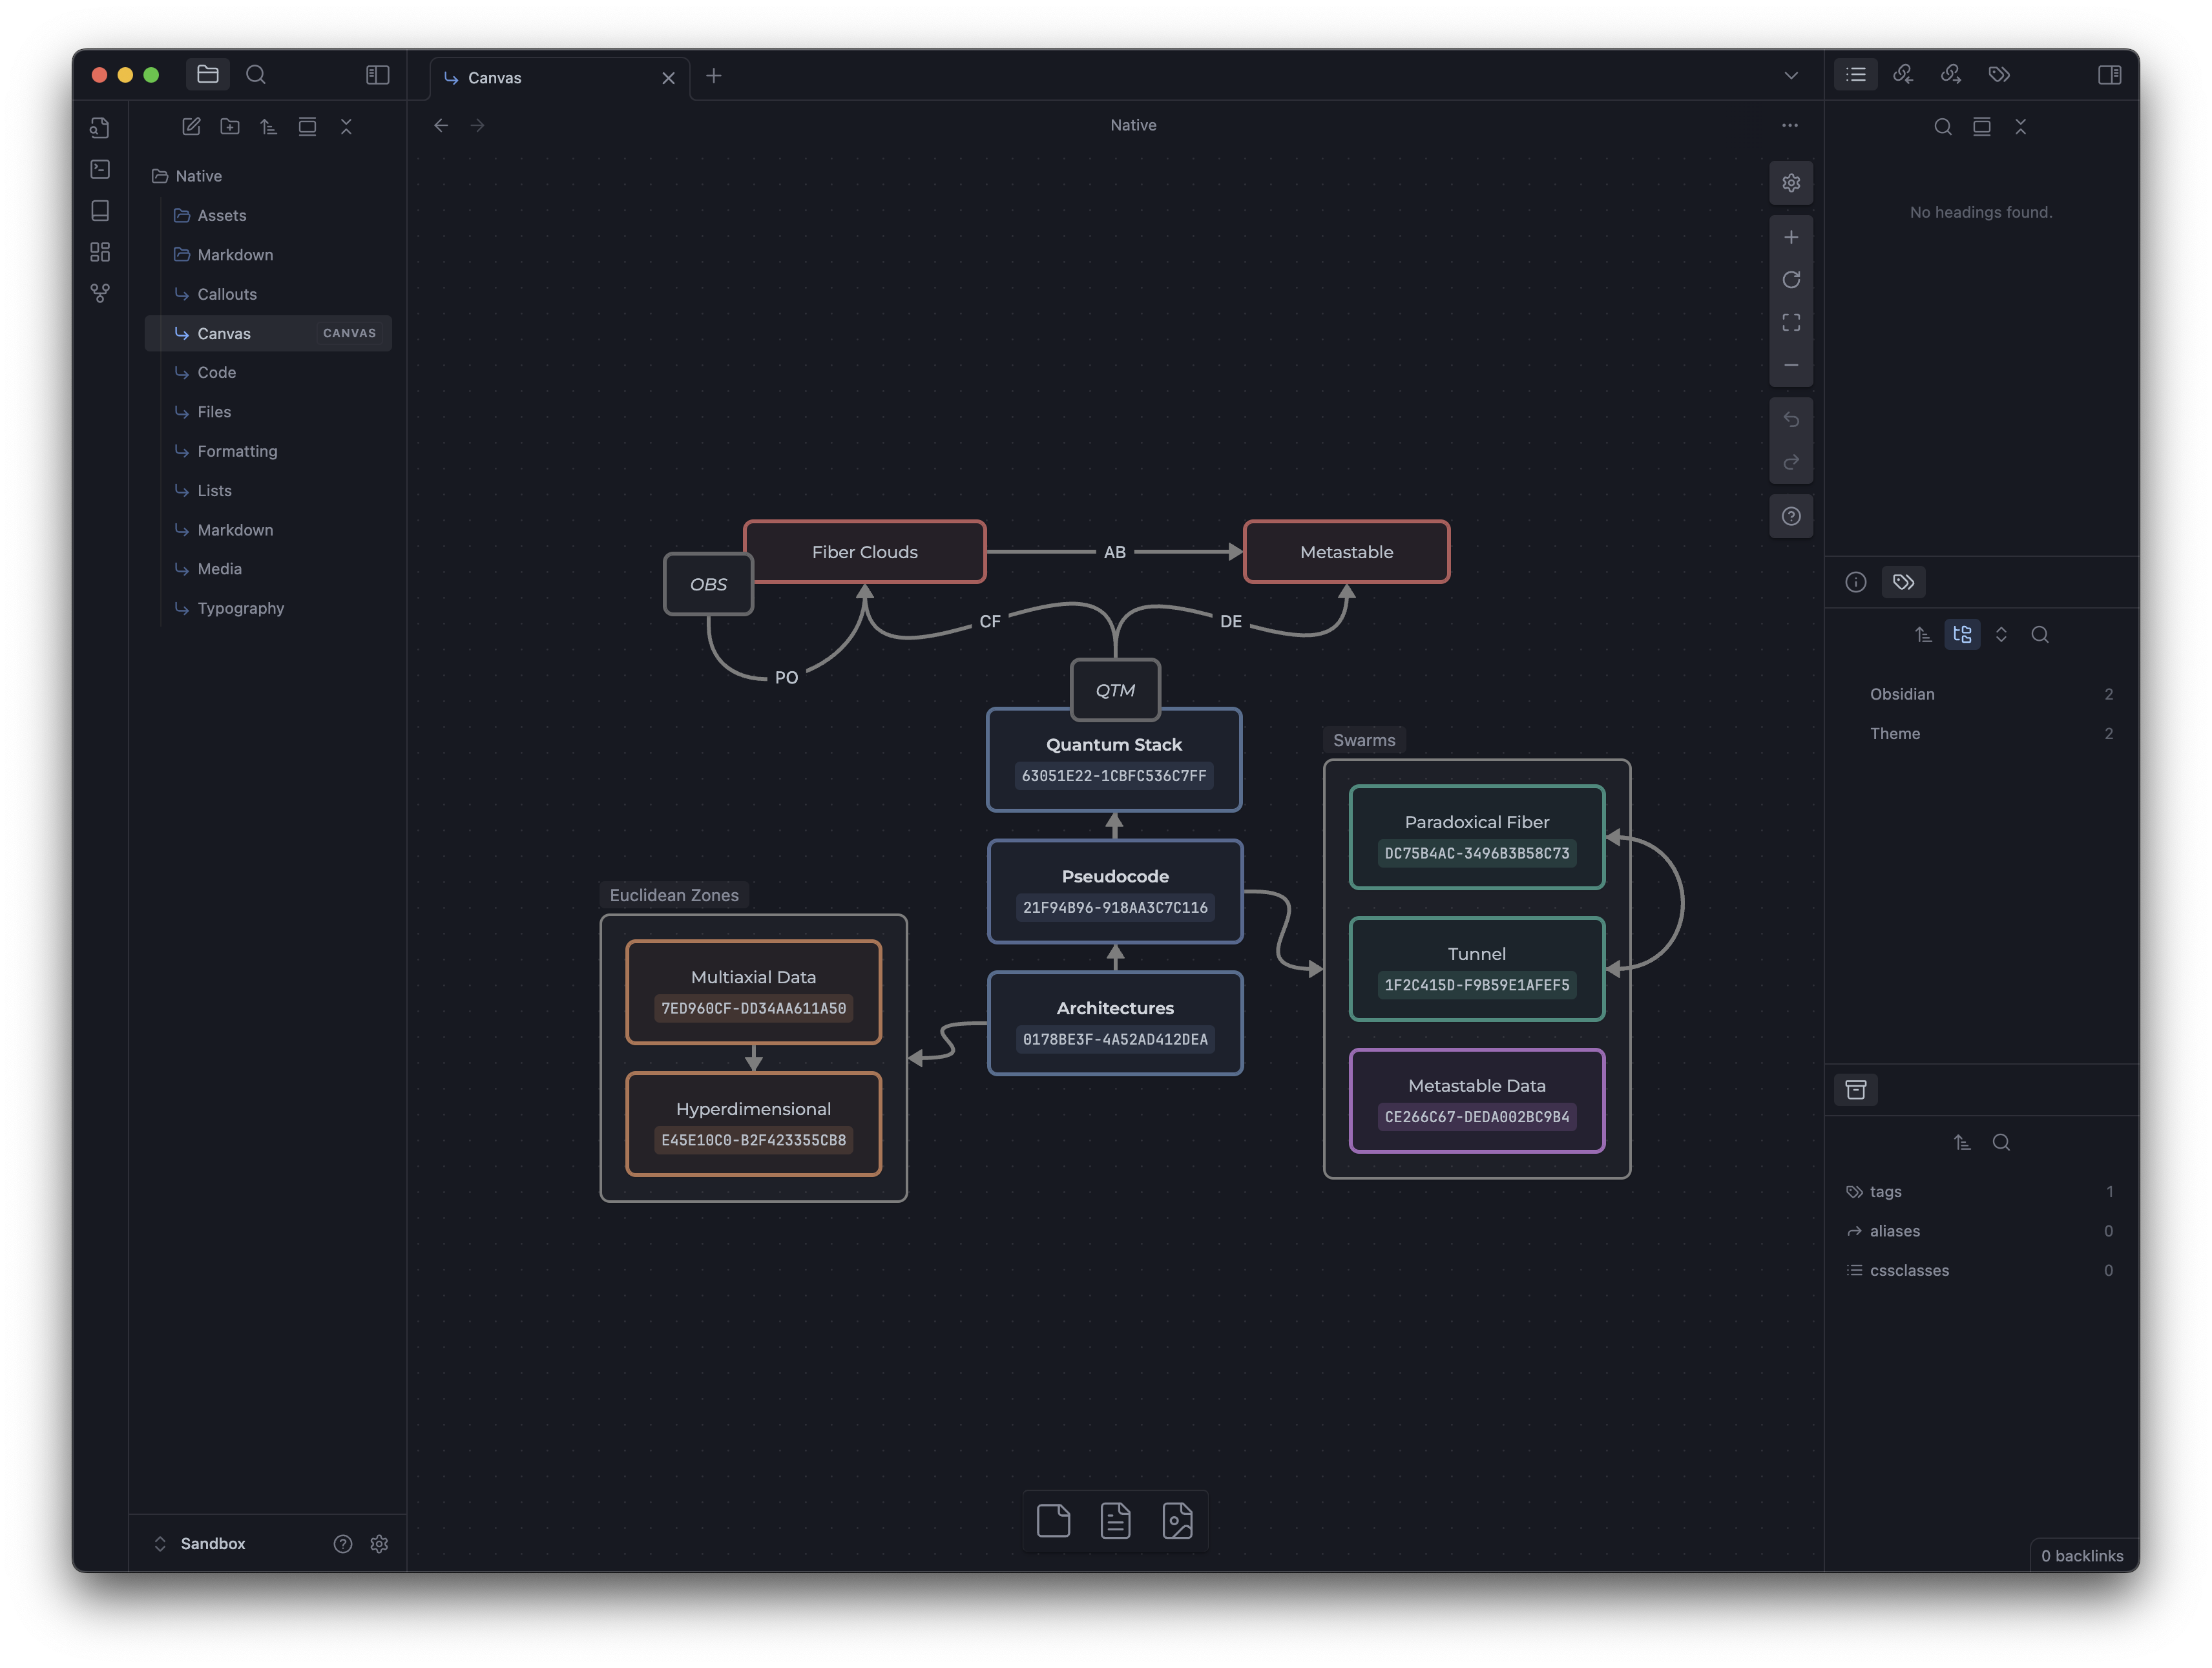 Canvas
Native
Native
Assets
Markdown
Callouts
Canvas CANVAS
Code
Files
Formatting
Lists
Markdown
Media
Typography
Sandbox
Fiber Clouds
AB
Metastable
OBS
CF
DE
PO
QTM
Quantum Stack
63051E22-1CBFC536C7FF
Pseudocode
21F94B96-918AA3C7C116
Architectures
0178BE3F-4A52AD412DEA
Euclidean Zones
Multiaxial Data
7ED960CF-DD34AA611A50
Hyperdimensional
E45E10C0-B2F423355CB8
Swarms
Paradoxical Fiber
DC75B4AC-3496B3B58C73
Tunnel
1F2C415D-F9B59E1AFEF5
Metastable Data
CE266C67-DEDA002BC9B4
No headings found.
Obsidian 2
Theme 2
tags 1
aliases 0
cssclasses 0
0 backlinks